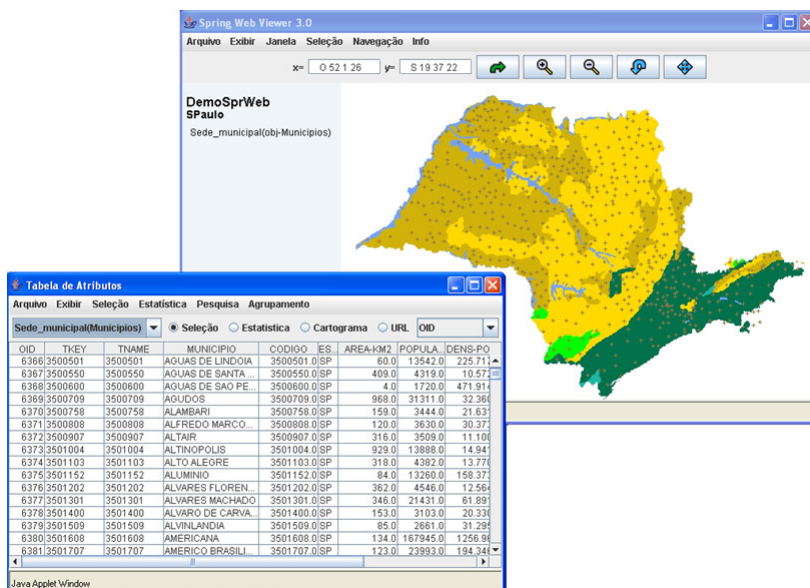 Spring Web Viewer 3.0
Arquivo Exibir Janela Seleção Navegação Info
x= O 52 1 26 y= S 19 37 22
DemoSprWeb
SPaulo
Sede_municipal(obj-Municipios)
Tabela de Atributos
Arquivo Exibir Seleção Estatística Pesquisa Agrupamento
Sede_municipal(Municipios) Seleção Estatistica Cartograma URL OID
OID TKEY TNAME MUNICIPIO CODIGO ES... AREA-KM2 POPULA... DENS-PO
6366 3500501 3500501 AGUAS DE LINDOIA 3500501.0 SP 60.0 13542.0 225.71
6367 3500550 3500550 AGUAS DE SANTA ... 3500550.0 SP 409.0 4319.0 10.57
6368 3500600 3500600 AGUAS DE SAO PE... 3500600.0 SP 4.0 1720.0 471.91
6369 3500709 3500709 AGUDOS 3500709.0 SP 968.0 31311.0 32.36
6370 3500758 3500758 ALAMBARI 3500758.0 SP 159.0 3444.0 21.63
6371 3500808 3500808 ALFREDO MARCO... 3500808.0 SP 120.0 3630.0 30.37
6372 3500907 3500907 ALTAIR 3500907.0 SP 316.0 3509.0 11.10
6373 3501004 3501004 ALTINOPOLIS 3501004.0 SP 929.0 13888.0 14.94
6374 3501103 3501103 ALTO ALEGRE 3501103.0 SP 318.0 4382.0 13.77
6375 3501152 3501152 ALUMINIO 3501152.0 SP 84.0 13260.0 158.37
6376 3501202 3501202 ALVARES FLOREN... 3501202.0 SP 362.0 4546.0 12.56
6377 3501301 3501301 ALVARES MACHADO 3501301.0 SP 346.0 21431.0 61.89
6378 3501400 3501400 ALVARO DE CARVA... 3501400.0 SP 153.0 3103.0 20.33
6379 3501509 3501509 ALVINLANDIA 3501509.0 SP 85.0 2661.0 31.29
6380 3501608 3501608 AMERICANA 3501608.0 SP 134.0 167945.0 1256.9
6381 3501707 3501707 AMERICO BRASILI... 3501707.0 SP 123.0 23993.0 194.34
Java Applet Window